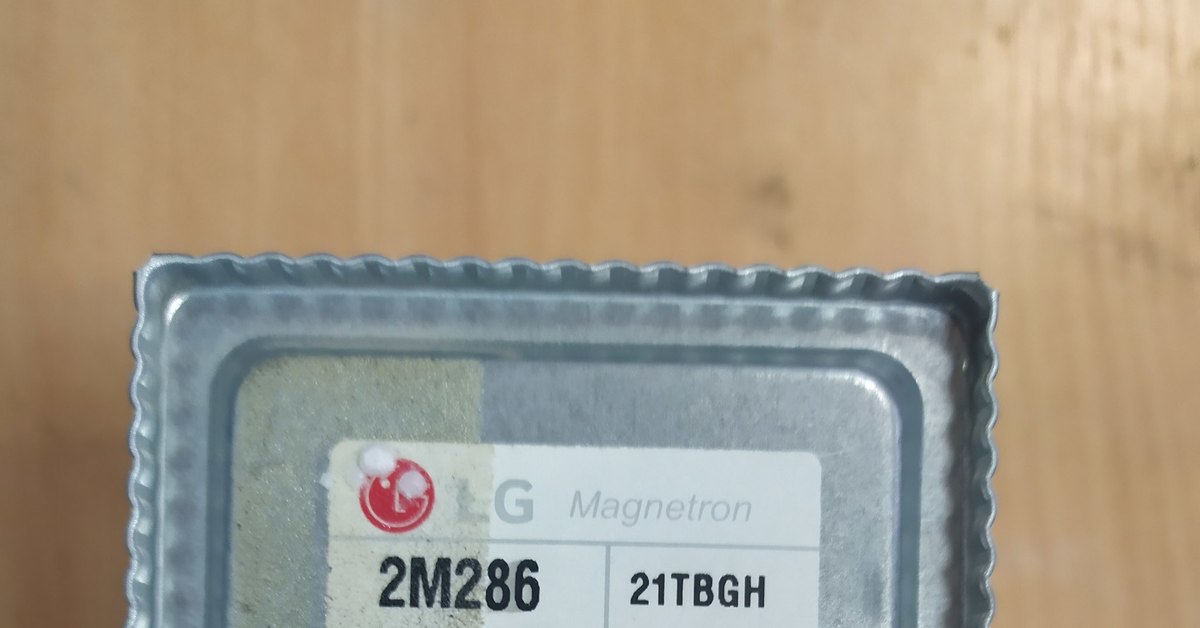 LG Magnetron
2M286 21TBGH